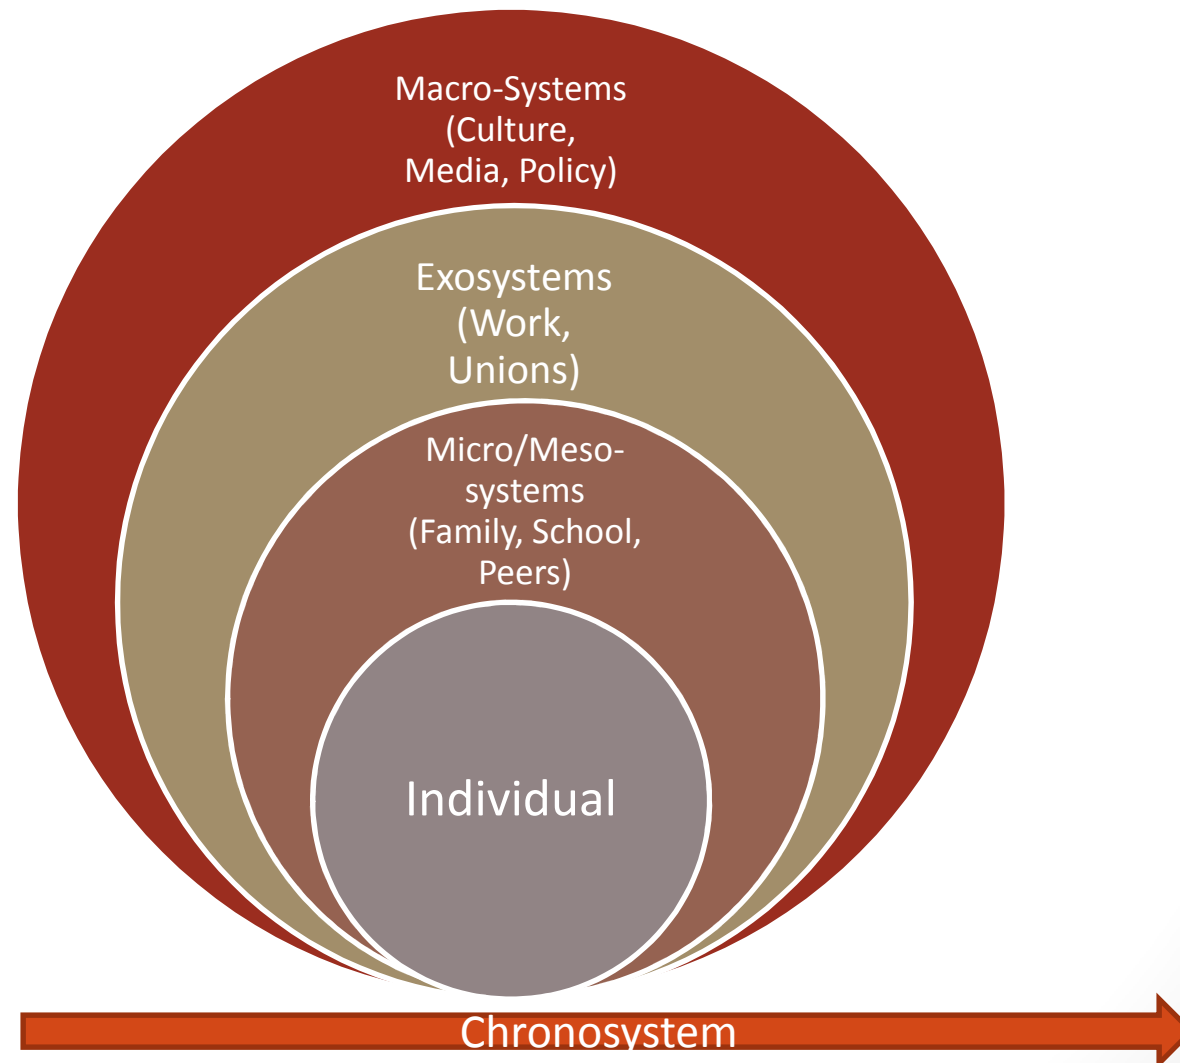 Macro-Systems
(Culture,
Media, Policy)
Exosystems
(Work,
Unions)
Micro/Meso-
systems
(Family, School,
Peers)
Individual
Chronosystem